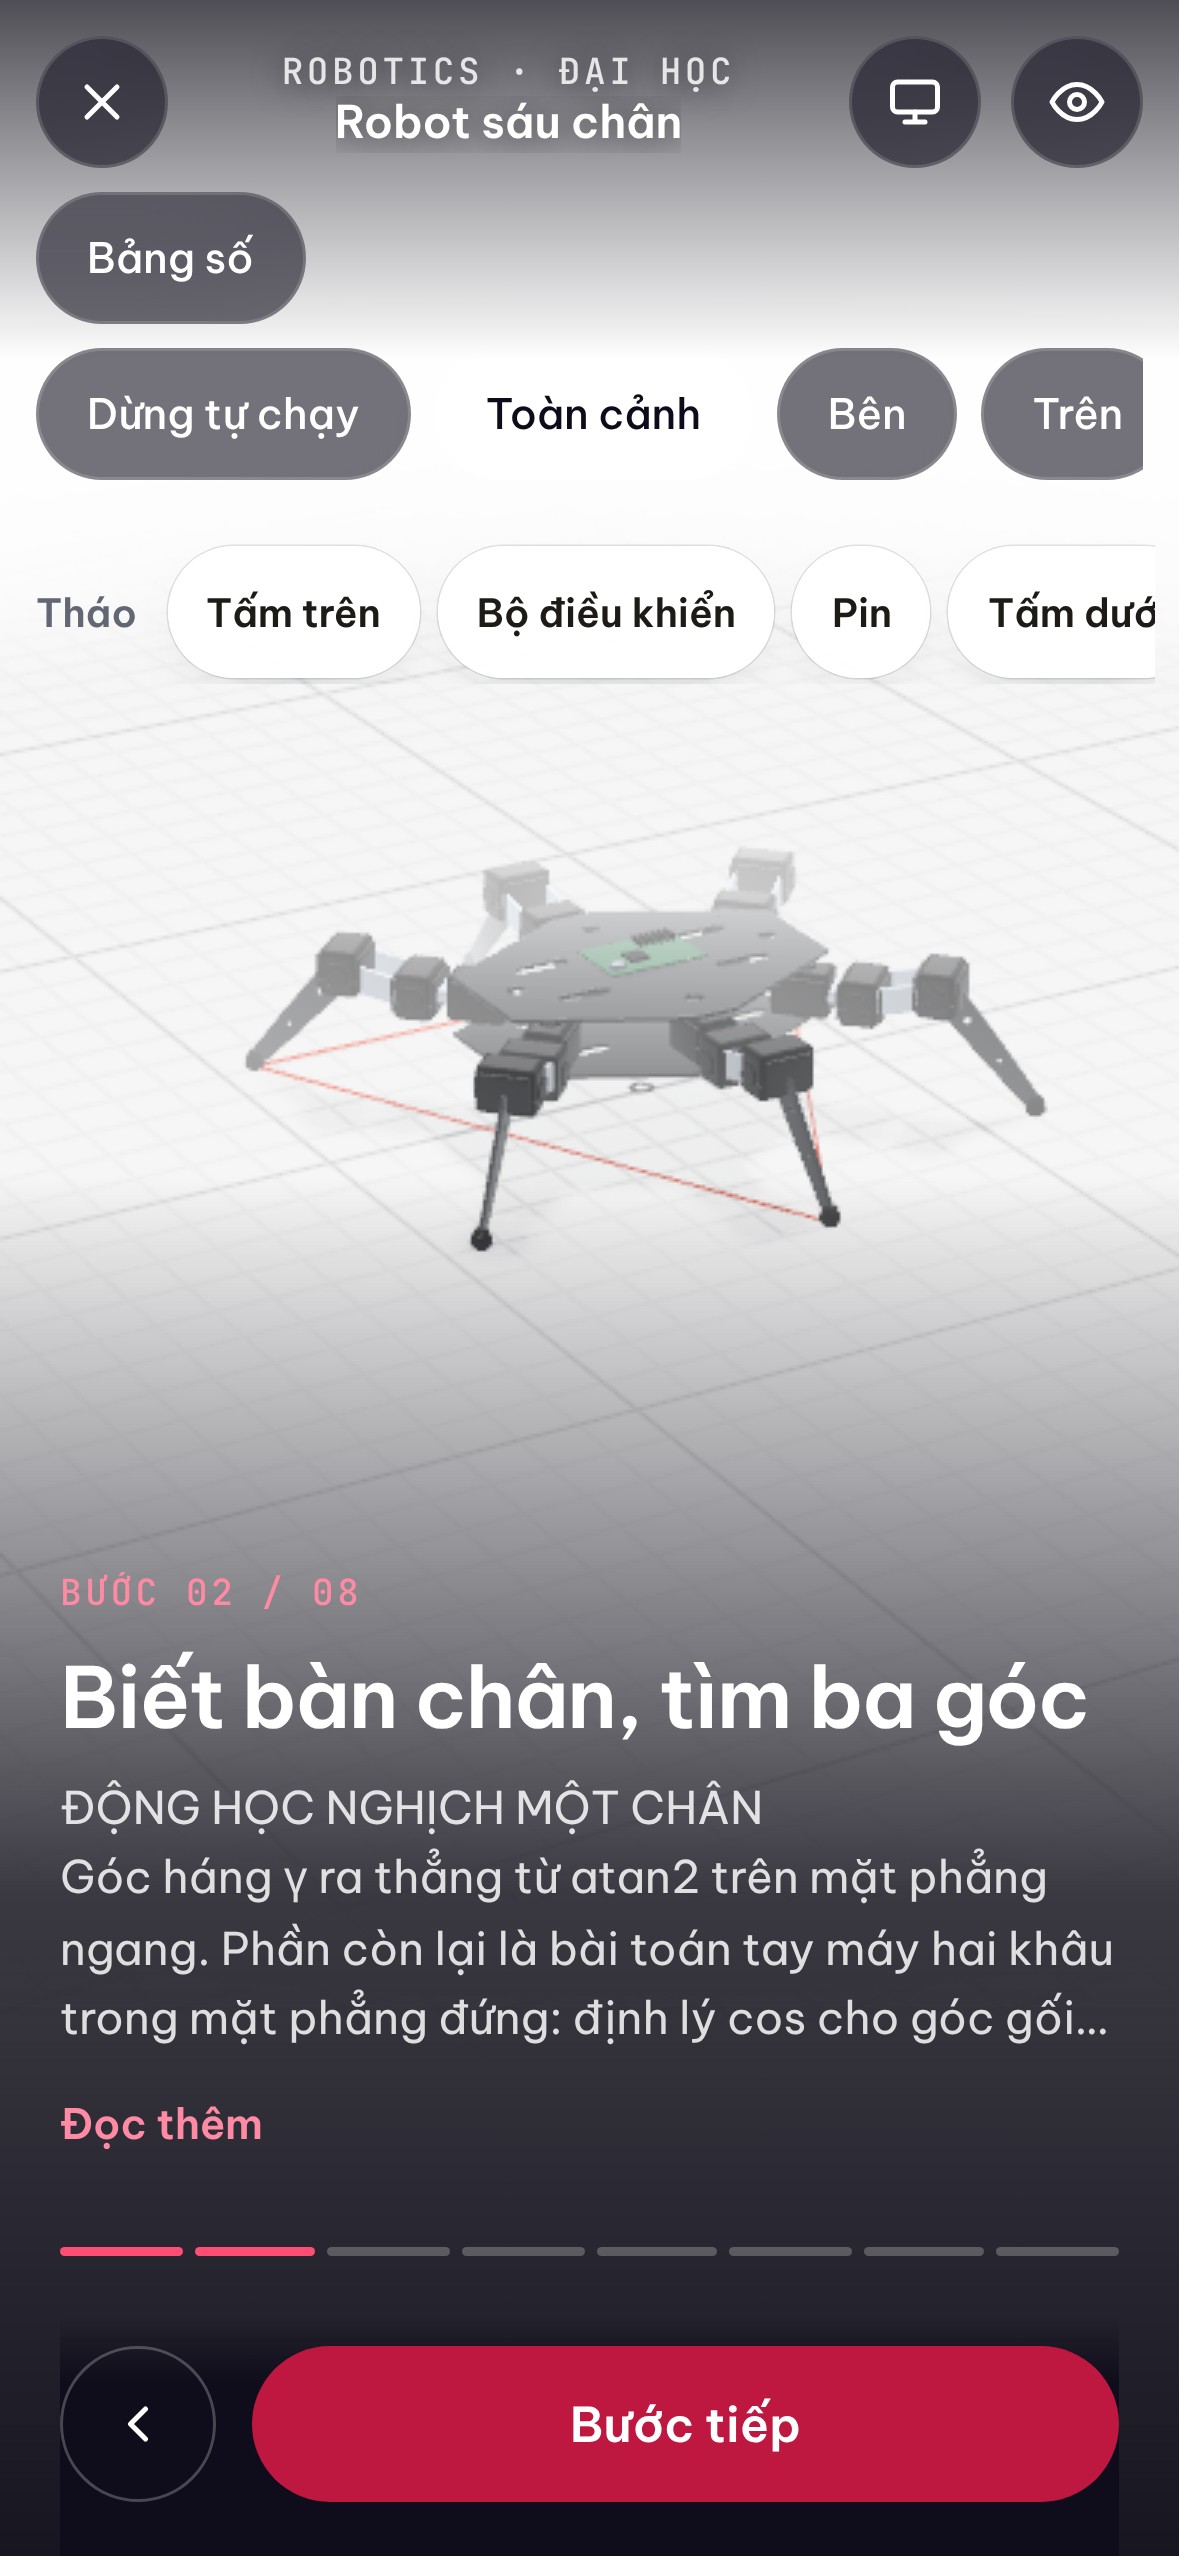 ROBOTICS · ĐẠI HỌC
Robot sáu chân
Bảng số
Dừng tự chạy
Toàn cảnh
Bên
Trên
Tháo
Tấm trên
Bộ điều khiển
Pin
Tấm dướ
BƯỚC 02 / 08
Biết bàn chân, tìm ba góc
ĐỘNG HỌC NGHỊCH MỘT CHÂN
Góc háng γ ra thẳng từ atan2 trên mặt phẳng
ngang. Phần còn lại là bài toán tay máy hai khâu
trong mặt phẳng đứng: định lý cos cho góc gối...
Đọc thêm
Bước tiếp